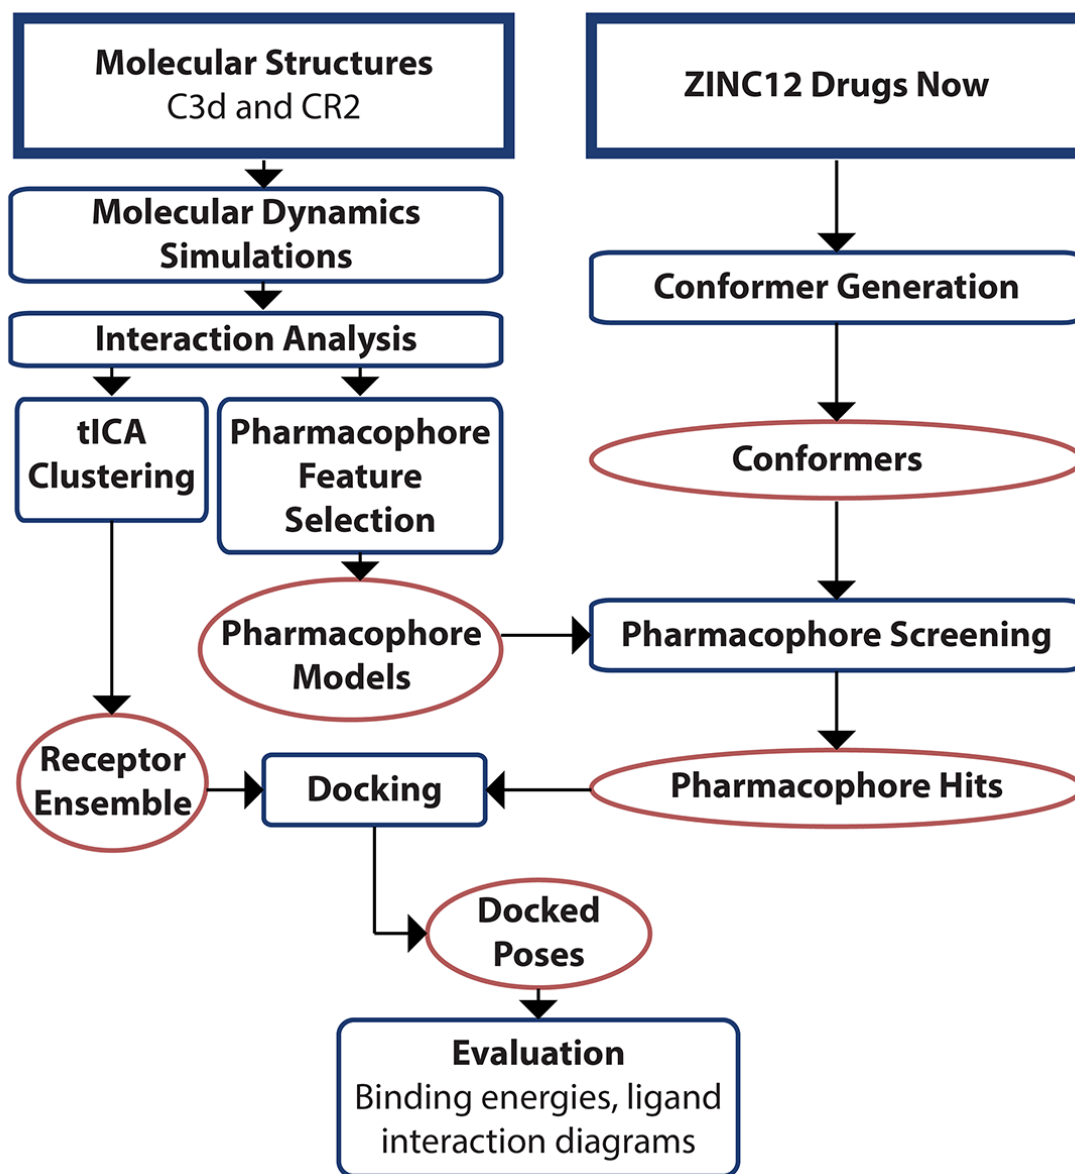 Molecular Structures
C3d and CR2
ZINC12 Drugs Now
Molecular Dynamics
Simulations
Conformer Generation
Interaction Analysis
tICA
Clustering
Pharmacophore
Feature
Selection
Conformers
Pharmacophore
Models
Pharmacophore Screening
Receptor
Ensemble
Docking
Pharmacophore Hits
Docked
Poses
Evaluation
Binding energies, ligand
interaction diagrams